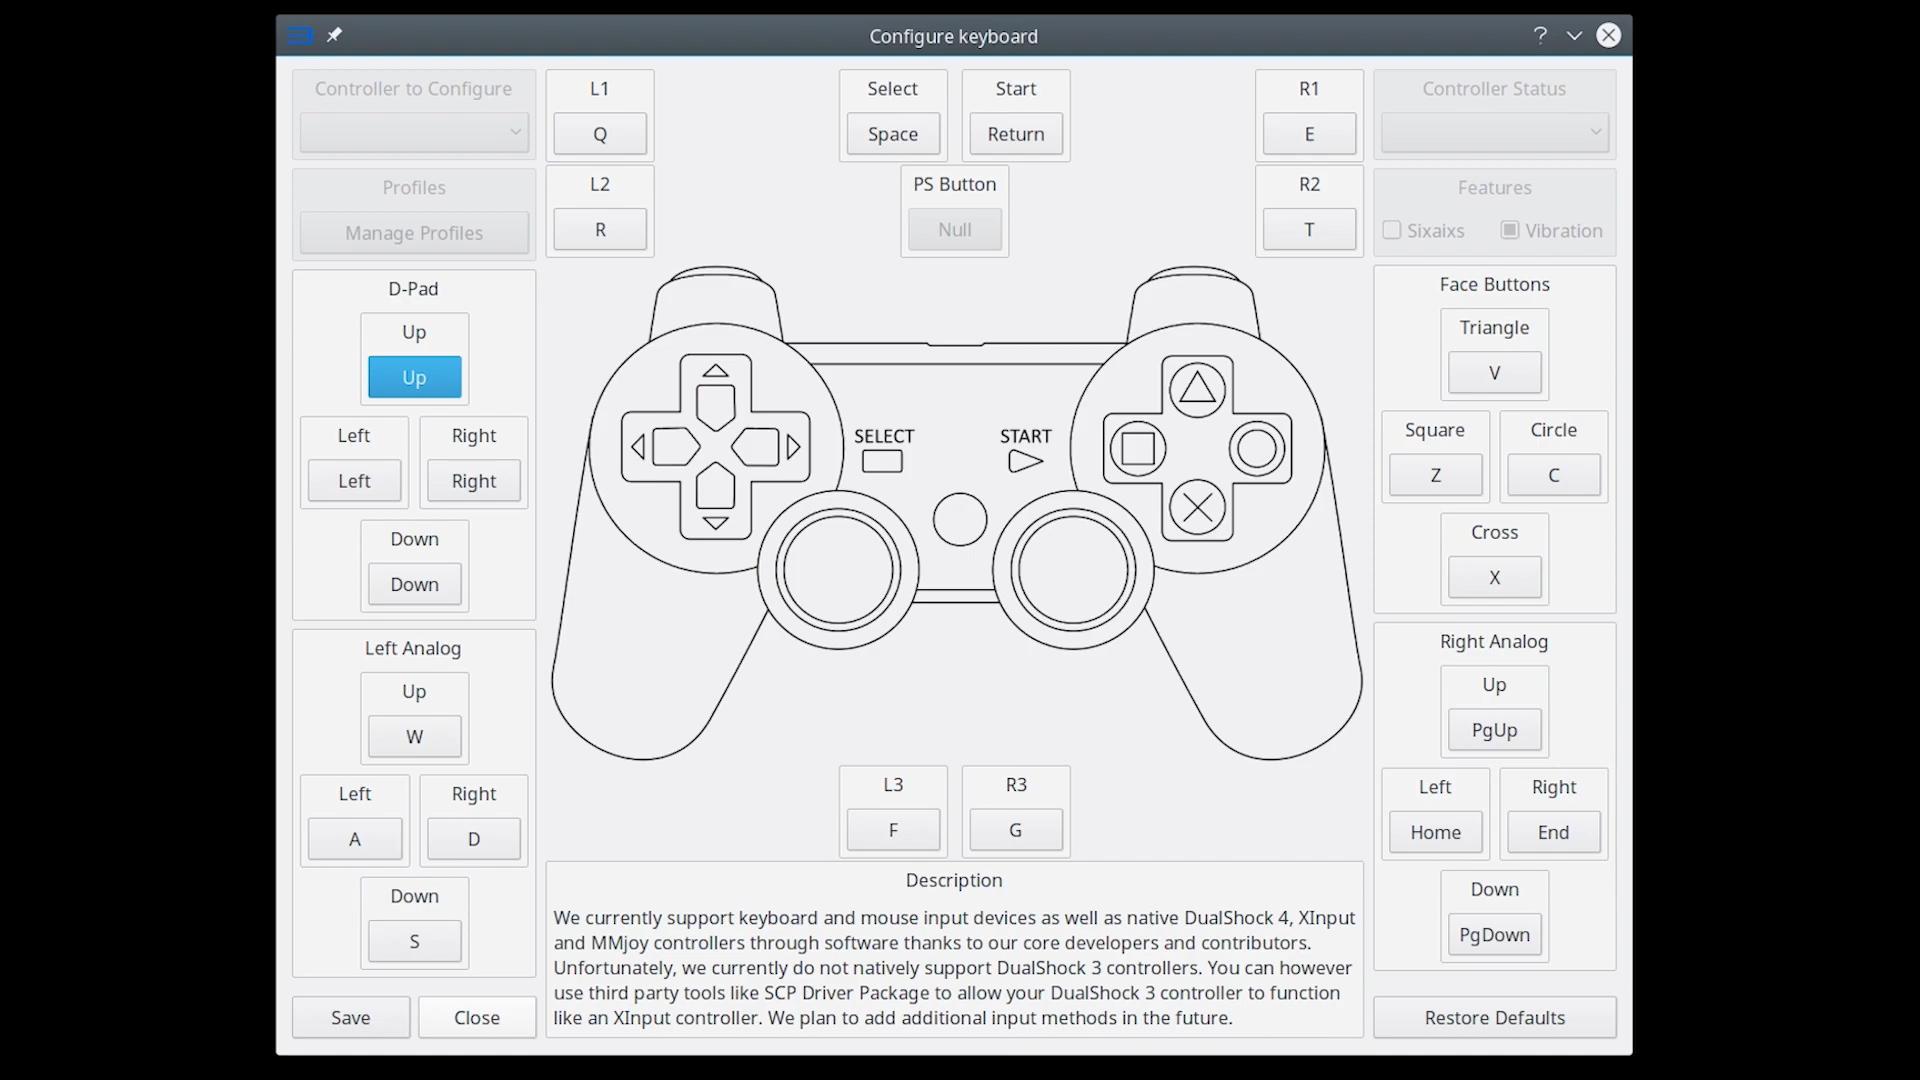 Configure keyboard
?
Controller to Configure
L1
Q
Select
Space
Start
Return
R1
E
Controller Status
Profiles
Manage Profiles
L2
R
PS Button
Null
R2
T
Features
Sixaixs
Vibration
D-Pad
Up
Up
Left
Left
Right
Right
Down
Down
SELECT
START
Face Buttons
Triangle
V
Square
Z
Circle
C
Cross
X
Left Analog
Up
W
Left
A
Right
D
Down
S
L3
F
R3
G
Right Analog
Up
PgUp
Left
Home
Right
End
Down
PgDown
Description
We currently support keyboard and mouse input devices as well as native DualShock 4, XInput
and MMjoy controllers through software thanks to our core developers and contributors.
Unfortunately, we currently do not natively support DualShock 3 controllers. You can however
use third party tools like SCP Driver Package to allow your DualShock 3 controller to function
like an XInput controller. We plan to add additional input methods in the future.
Save
Close
Restore Defaults